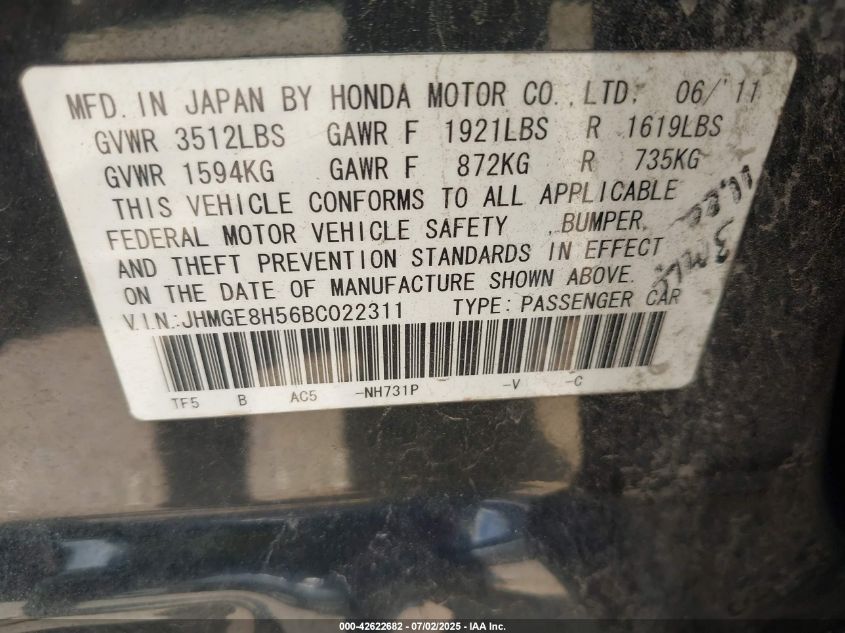 MFD. IN JAPAN BY HONDA MOTOR CO., LTD. 06/'11
GVWR 3512LBS GAWR F 1921LBS R 1619LBS
GVWR 1594KG GAWR F 872KG R 735KG
THIS VEHICLE CONFORMS TO ALL APPLICABLE
FEDERAL MOTOR VEHICLE SAFETY , BUMPER,
AND THEFT PREVENTION STANDARDS IN EFFECT
ON THE DATE OF MANUFACTURE SHOWN ABOVE.
V.I.N.:JHMGE8H56BC022311 TYPE: PASSENGER CAR
TF5 B AC5 -NH731P - -V -C
000-42622682 - 07/02/2025 - IAA Inc.